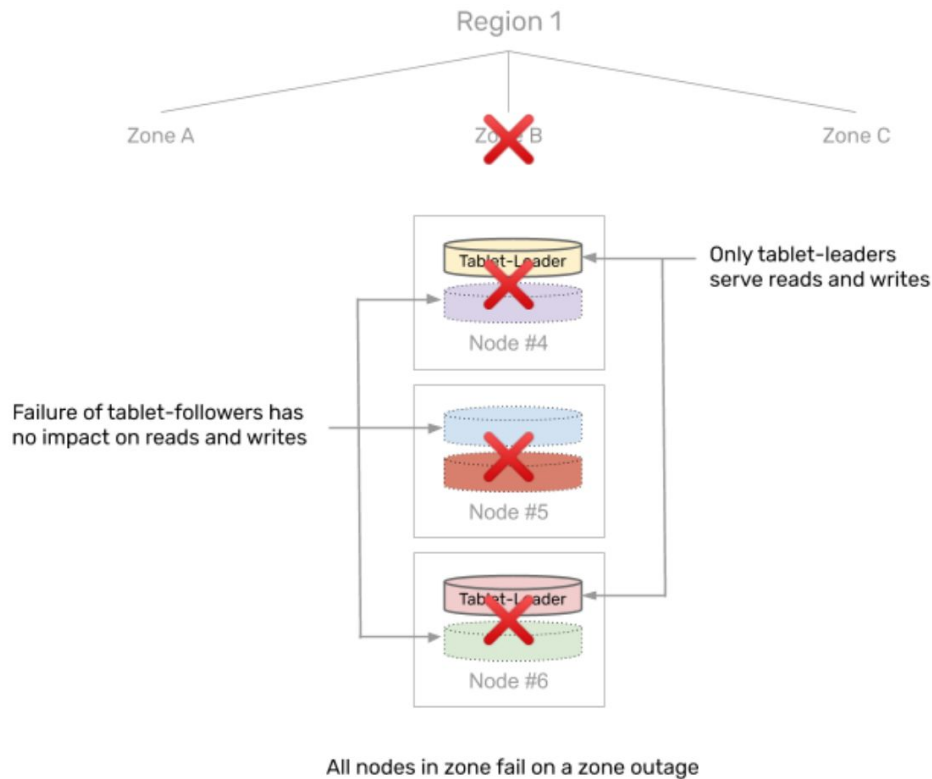 Region 1
Zone A
Zone B
Zone C
Tablet-Leader
Only tablet-leaders
serve reads and writes
Node #4
Failure of tablet-followers has
no impact on reads and writes
Node #5
Tablet-Leader
Node #6
All nodes in zone fail on a zone outage